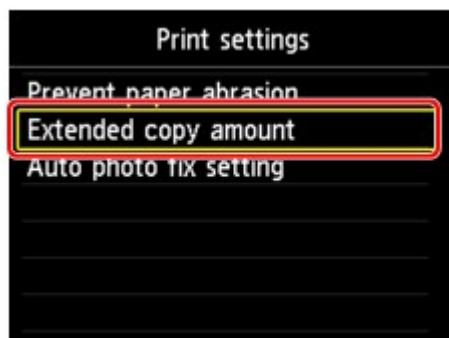 Print settings
Prevent paper abrasion
Extended copy amount
Auto photo fix setting